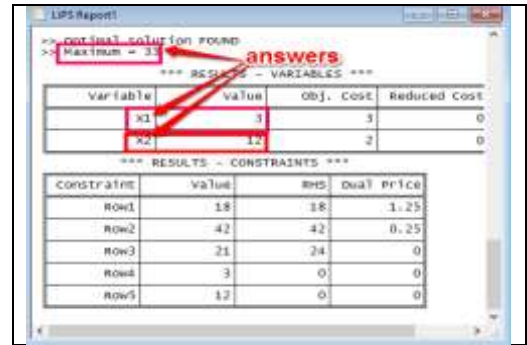 LiPS Report1
>> Optimal solution FOUND
>> Maximum = 33
answers
*** RESULTS - VARIABLES ***
Variable Value Obj. Cost Reduced Cost
X1 3 3 0
X2 12 2 0
*** RESULTS - CONSTRAINTS ***
Constraint Value RHS Dual Price
Row1 18 18 1.25
Row2 42 42 0.25
Row3 21 24 0
Row4 3 0 0
Row5 12 0 0